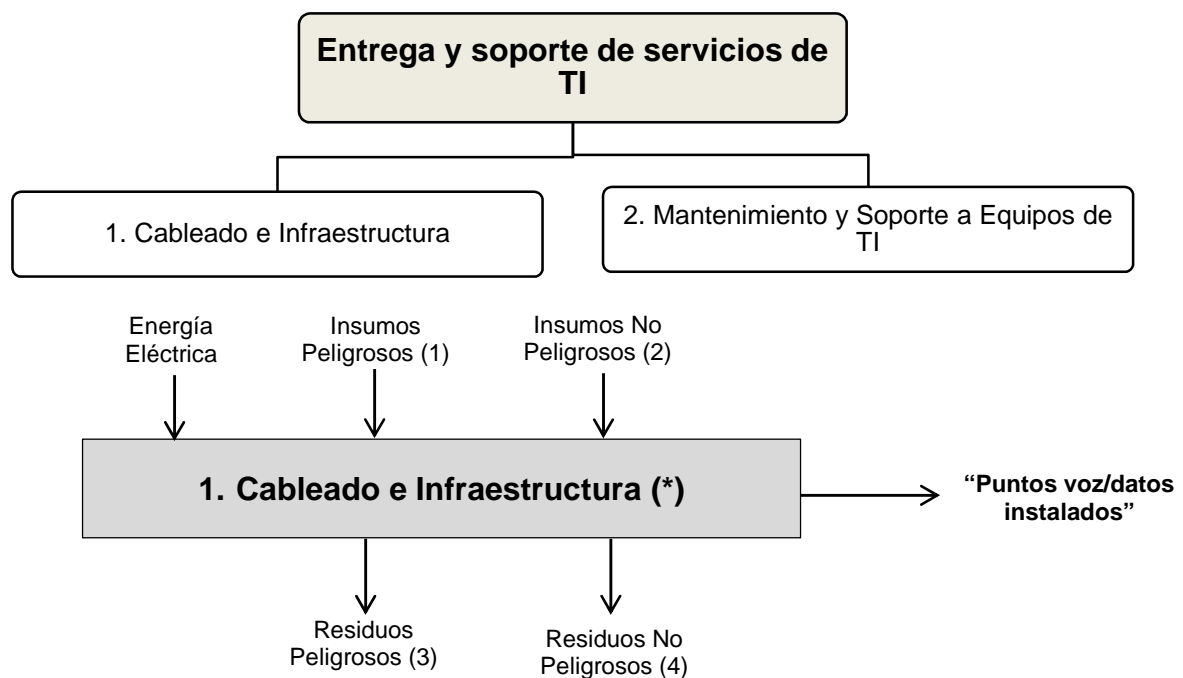 Entrega y soporte de servicios de
TI
1. Cableado e Infraestructura
2. Mantenimiento y Soporte a Equipos de
TI
Energía
Eléctrica
Insumos
Peligrosos (1)
Insumos No
Peligrosos (2)
1. Cableado e Infraestructura (*)
“Puntos voz/datos
instalados”
Residuos
Peligrosos (3)
Residuos No
Peligrosos (4)